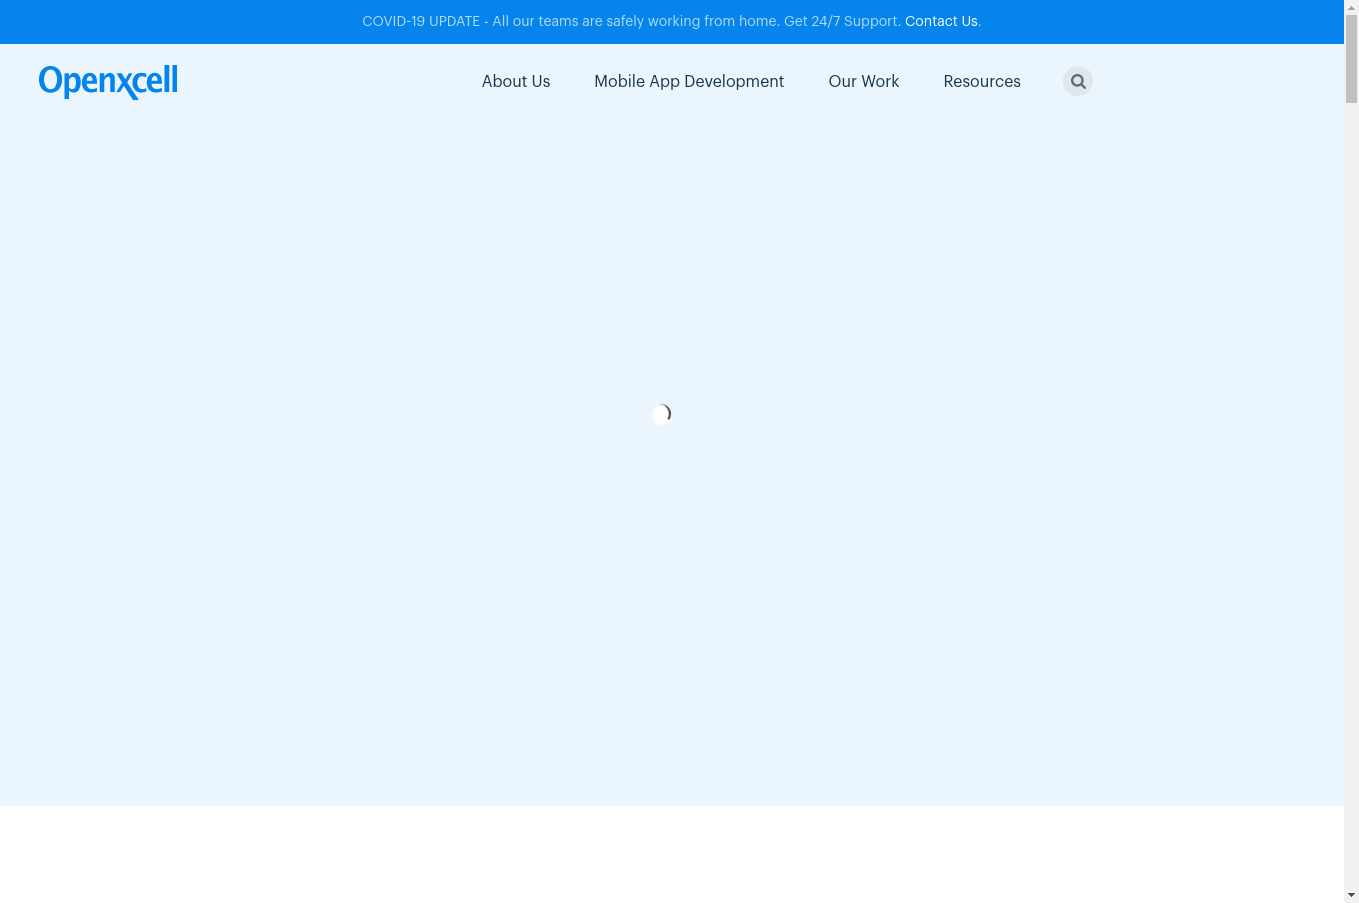 COVID-19 UPDATE - All our teams are safely working from home. Get 24/7 Support. Contact Us.
Openxcell
About Us
Mobile App Development
Our Work
Resources